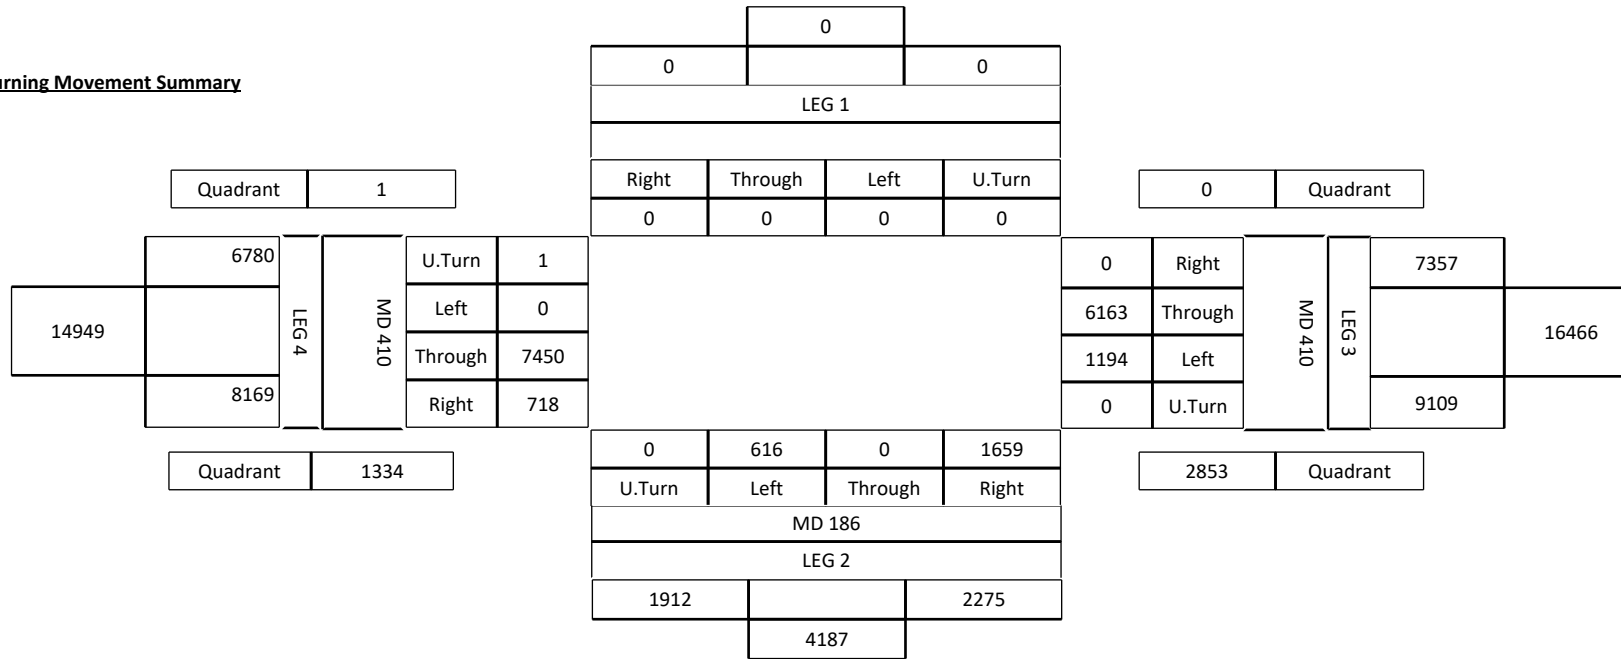 0
0 0
urning Movement Summary
LEG 1
Right Through Left U.Turn
Quadrant 1
0 Quadrant
0 0 0 0
6780 U.Turn 1 0 Right 7357
14949 LEG 4 MD 410 Left 0 6163 Through MD 410 LEG 3 16466
Through 7450 1194 Left
8169 Right 718 0 U.Turn 9109
0 616 0 1659
Quadrant 1334 2853 Quadrant
U.Turn Left Through Right
MD 186
LEG 2
1912 2275
4187